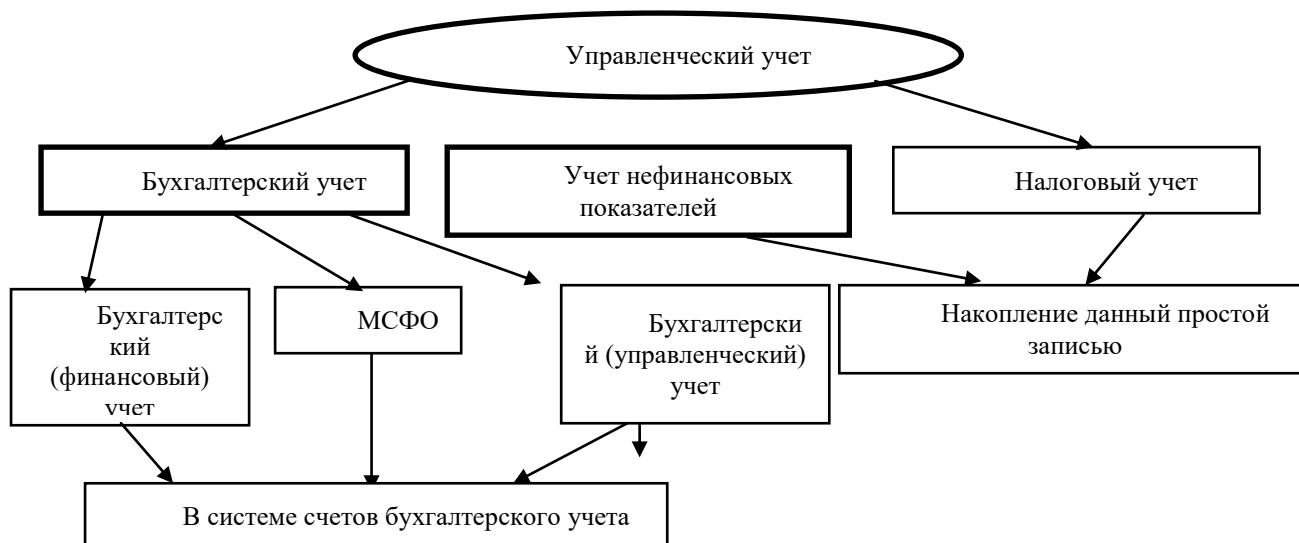 Управленческий учет
Бухгалтерский учет
Учет нефинансовых
показателей
Налоговый учет
Бухгалтерс
кий
(финансовый)
учет
МСФО
Бухгалтерски
й (управленческий)
учет
Накопление данный простой
записью
В системе счетов бухгалтерского учета